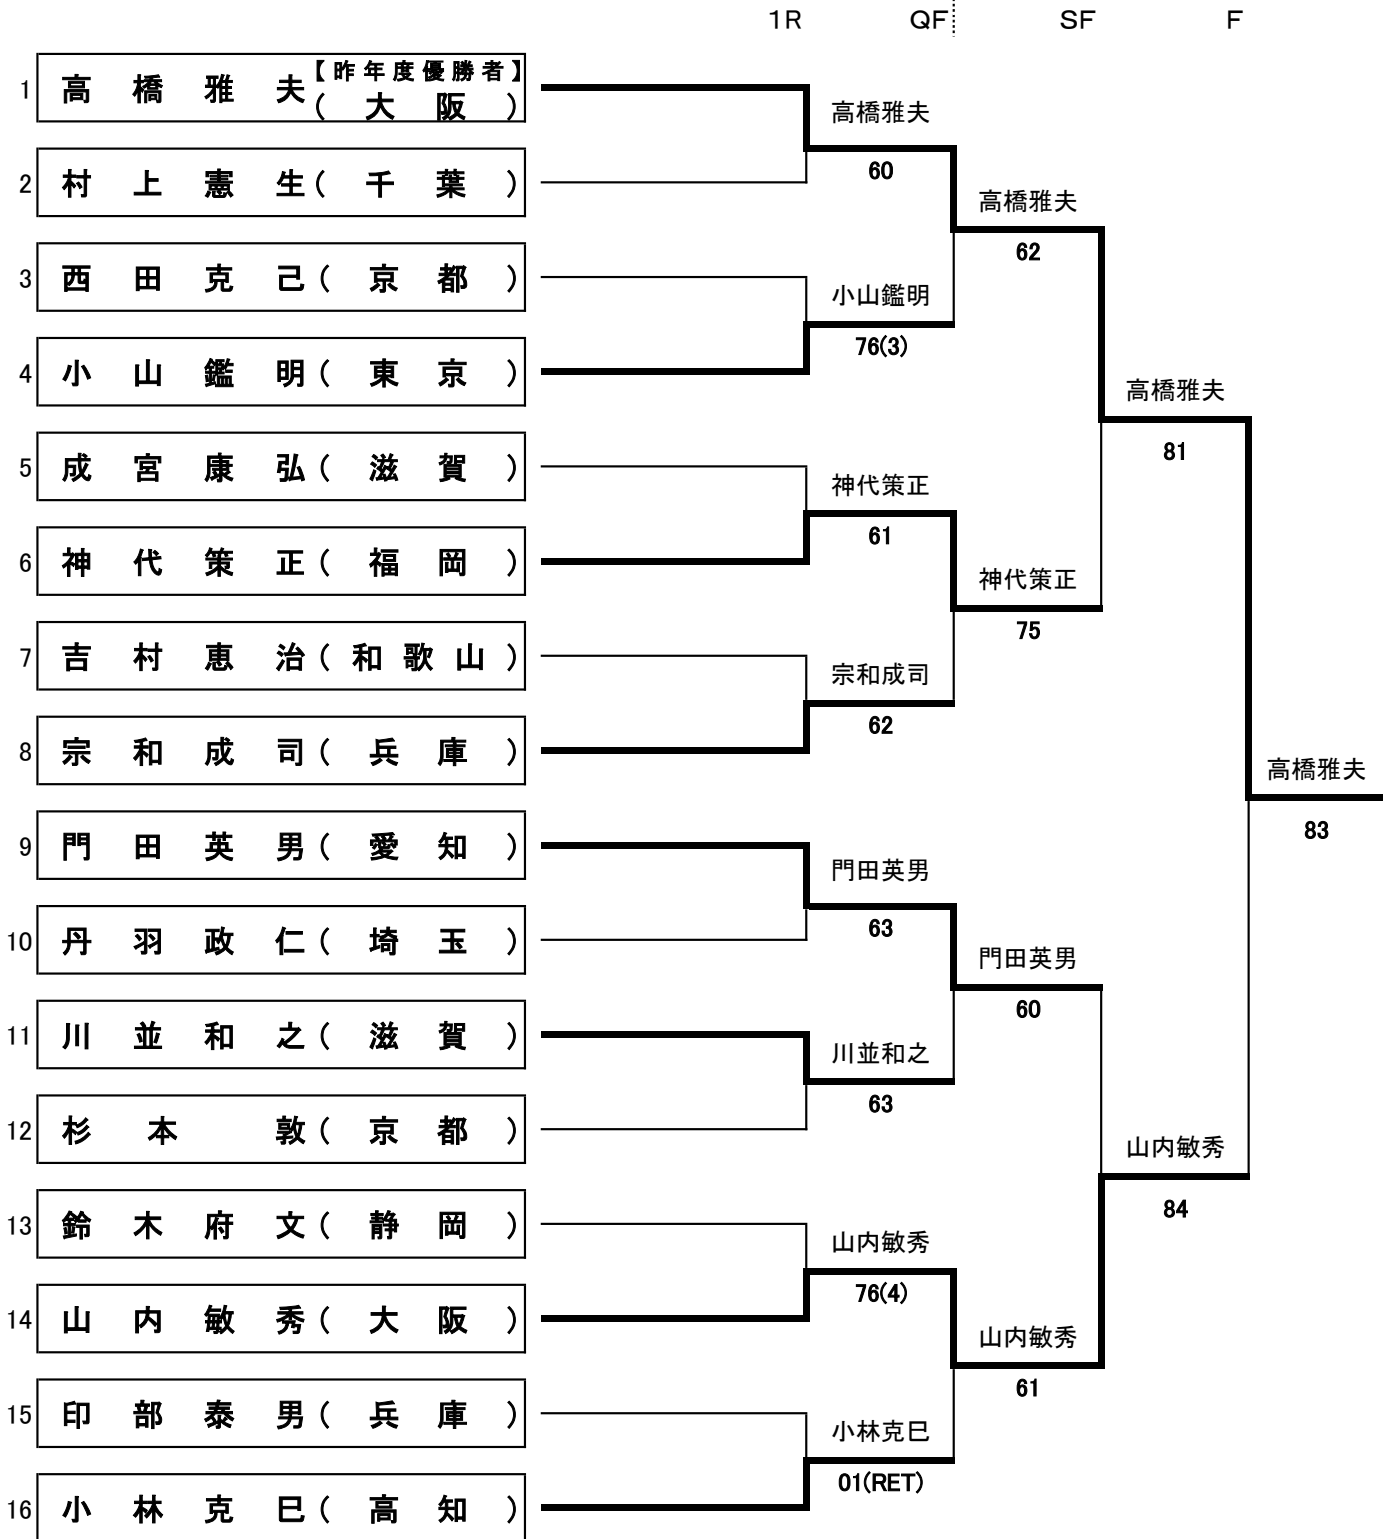 1R QF SF F
1 高橋雅夫【昨年度優勝者】
(大阪)
高橋雅夫
60
2 村上憲生(千葉)
高橋雅夫
62
3 西田克己(京都)
小山鑑明
76(3)
4 小山鑑明(東京)
高橋雅夫
81
5 成宮康弘(滋賀)
神代策正
61
6 神代策正(福岡)
神代策正
75
7 吉村恵治(和歌山)
宗和成司
62
8 宗和成司(兵庫)
高橋雅夫
83
9 門田英男(愛知)
門田英男
63
10 丹羽政仁(埼玉)
門田英男
60
11 川並和之(滋賀)
川並和之
63
12 杉本敦(京都)
山内敏秀
84
13 鈴木府文(静岡)
山内敏秀
76(4)
14 山内敏秀(大阪)
山内敏秀
61
15 印部泰男(兵庫)
小林克巳
01(RET)
16 小林克巳(高知)